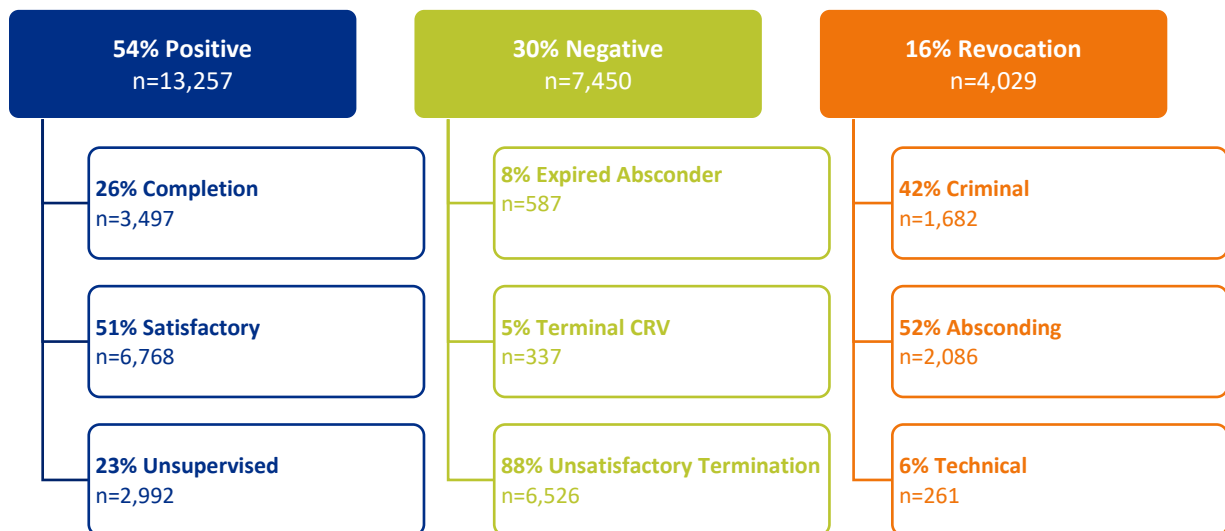 54% Positive
n=13,257
26% Completion
n=3,497
51% Satisfactory
n=6,768
23% Unsupervised
n=2,992
30% Negative
n=7,450
8% Expired Absconder
n=587
5% Terminal CRV
n=337
88% Unsatisfactory Termination
n=6,526
16% Revocation
n=4,029
42% Criminal
n=1,682
52% Absconding
n=2,086
6% Technical
n=261